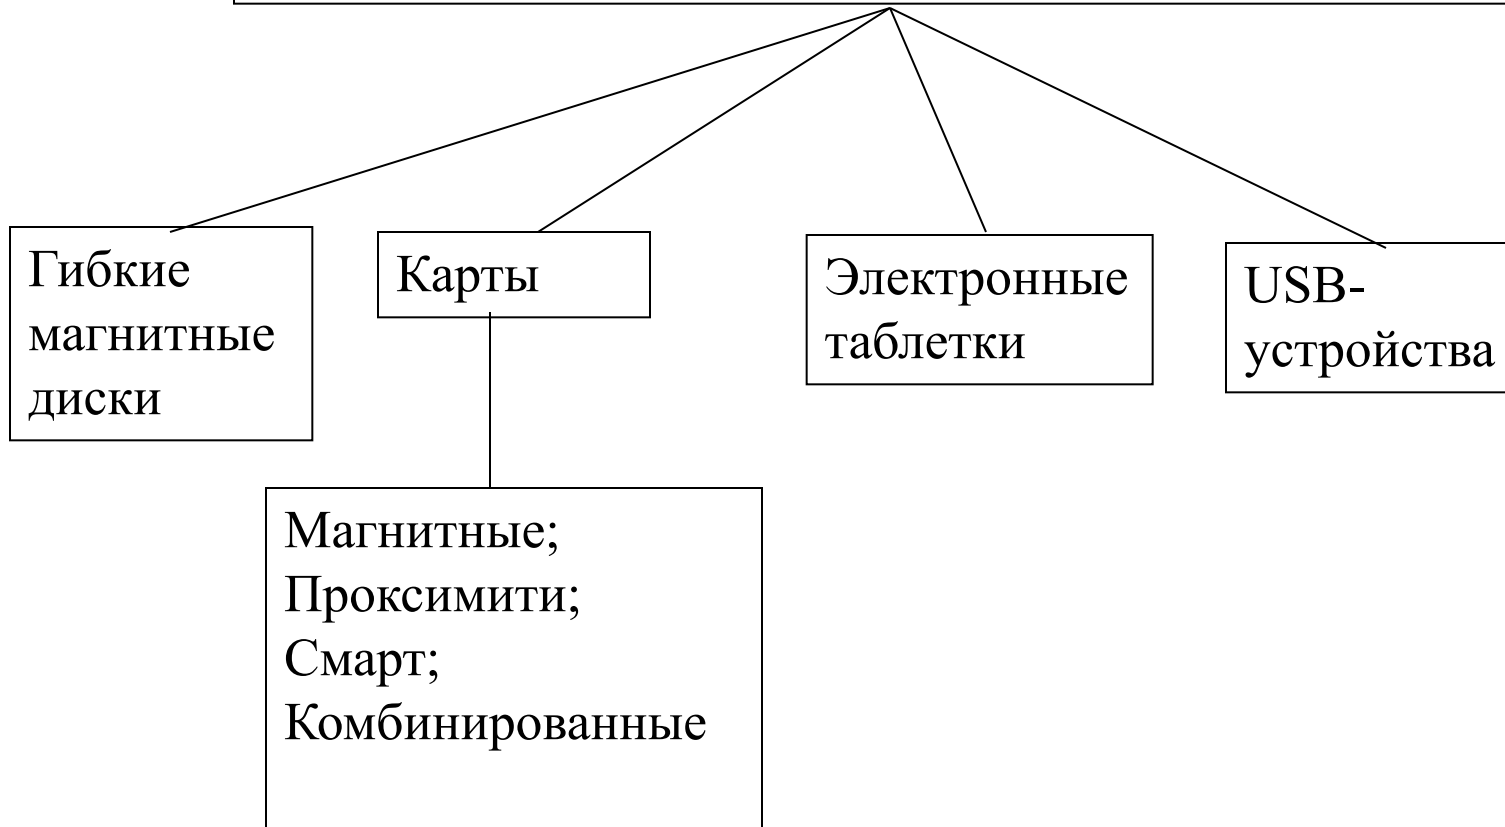 Гибкие
магнитные
диски
Карты
Электронные
таблетки
USB-
устройства
Магнитные;
Проксимити;
Смарт;
Комбинированные